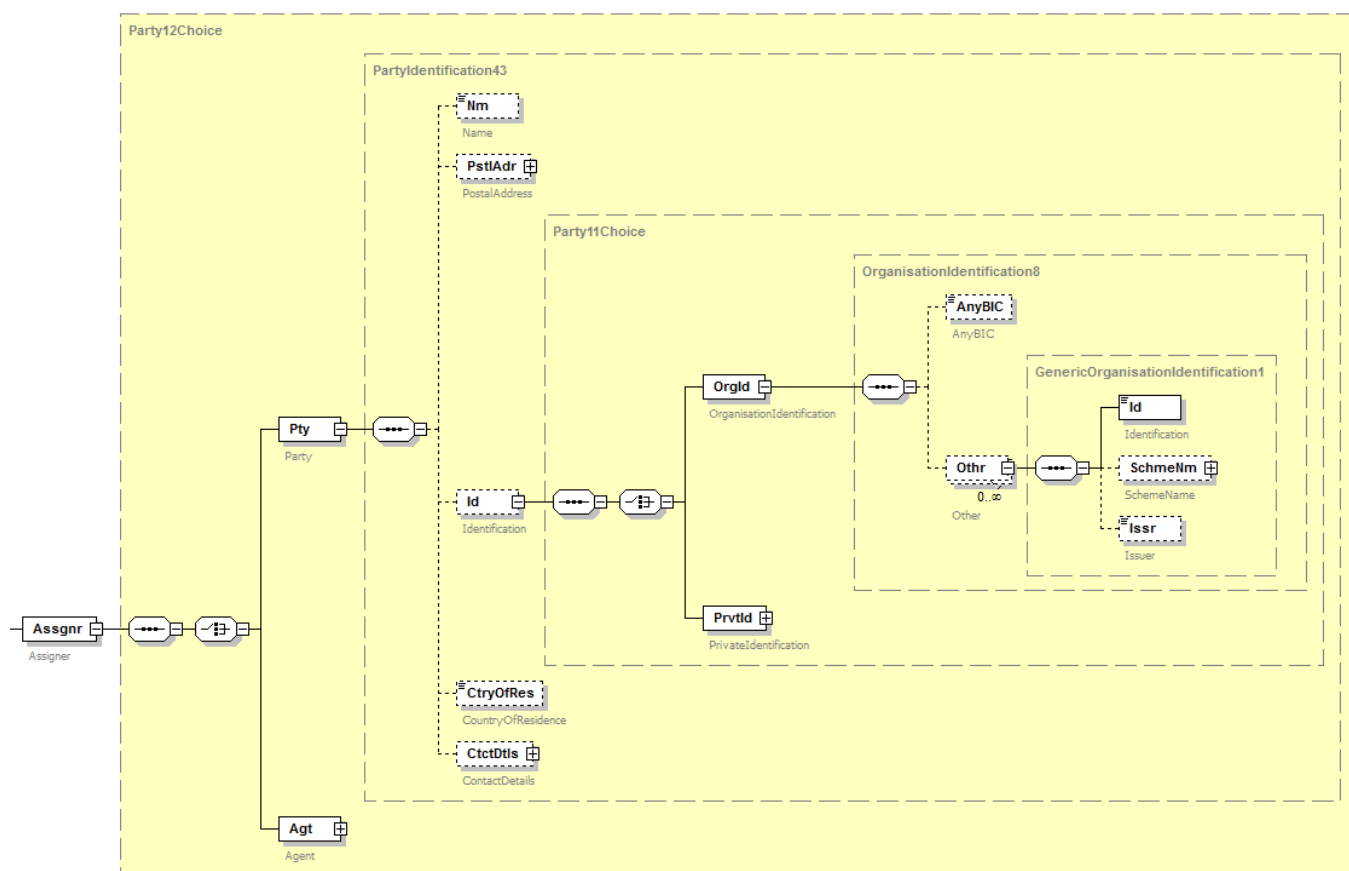 Party12Choice
PartyIdentification43
Nm
Name
PstlAdr
PostalAddress
Party11Choice
OrganisationIdentification8
AnyBIC
AnyBIC
GenericOrganisationIdentification1
OrgId
OrganisationIdentification
Id
Identification
Pty
Party
Othr
0..∞
Other
SchmeNm
SchemeName
Id
Identification
Issr
Issuer
Assgnr
Assigner
PrvtId
PrivateIdentification
CtryOfRes
CountryOfResidence
CtctDtls
ContactDetails
Agt
Agent